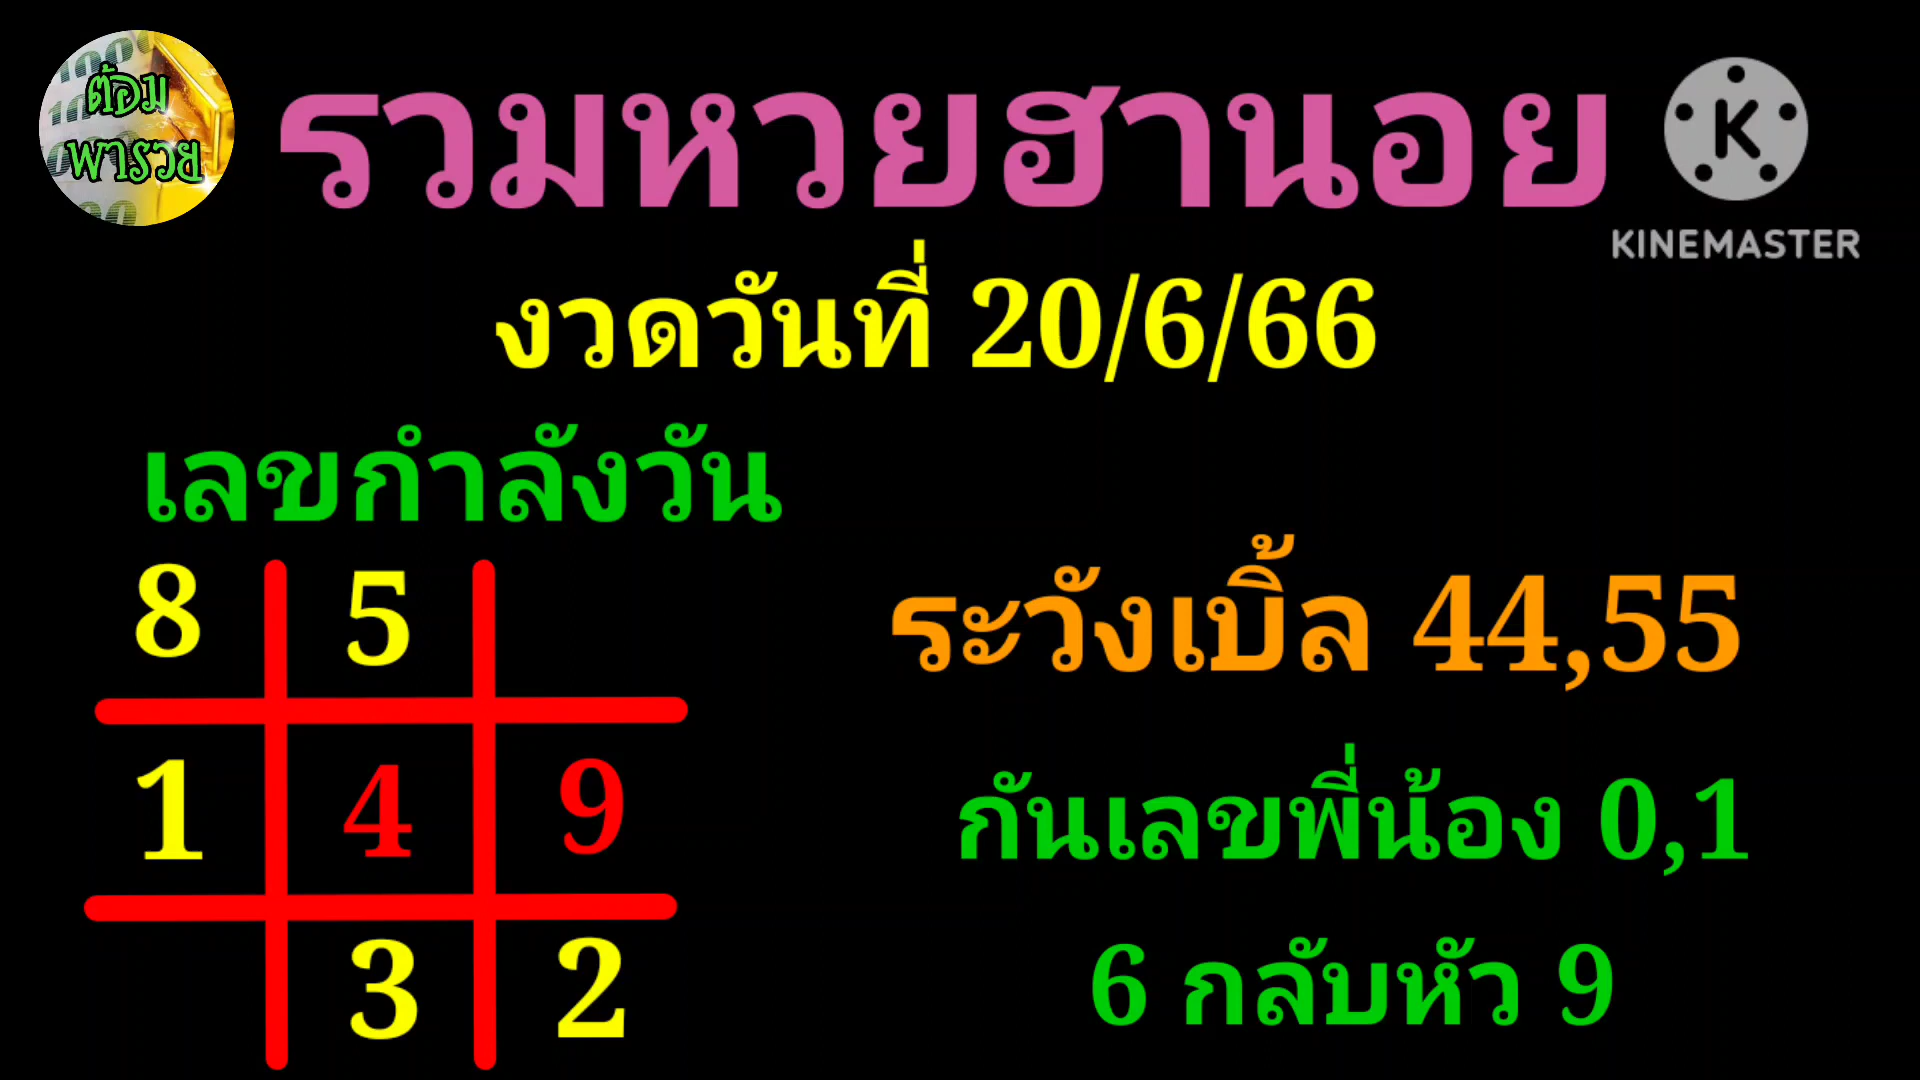 ต้อม
พารวย
รวมหวยฮานอย
KINEMASTER
งวดวันที่ 20/6/66
เลขกำลังวัน
8 5
1 4 9
3 2
ระวังเบิ้ล 44,55
กันเลขพี่น้อง 0,1
6 กลับหัว 9